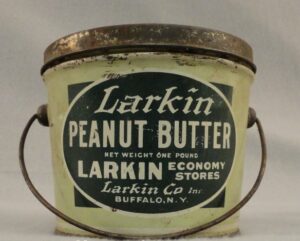 Larkin
PEANUT BUTTER
NET WEIGHT ONE POUND
LARKIN ECONOMY STORES
Larkin Co Inc
BUFFALO, N.Y.